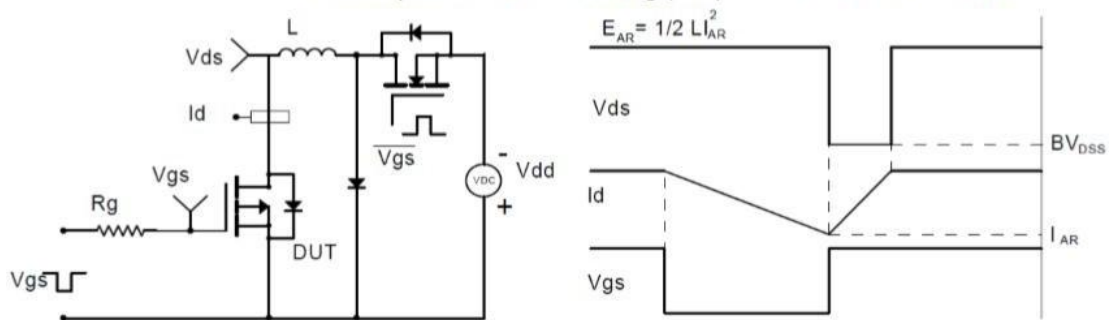 L
Vds
Id
Vgs
Vgs
Rg
DUT
Vgs
VDC
-
Vdd
+
E_AR = 1/2 LI_AR^2
Vds
BV_DSS
Id
I_AR
Vgs